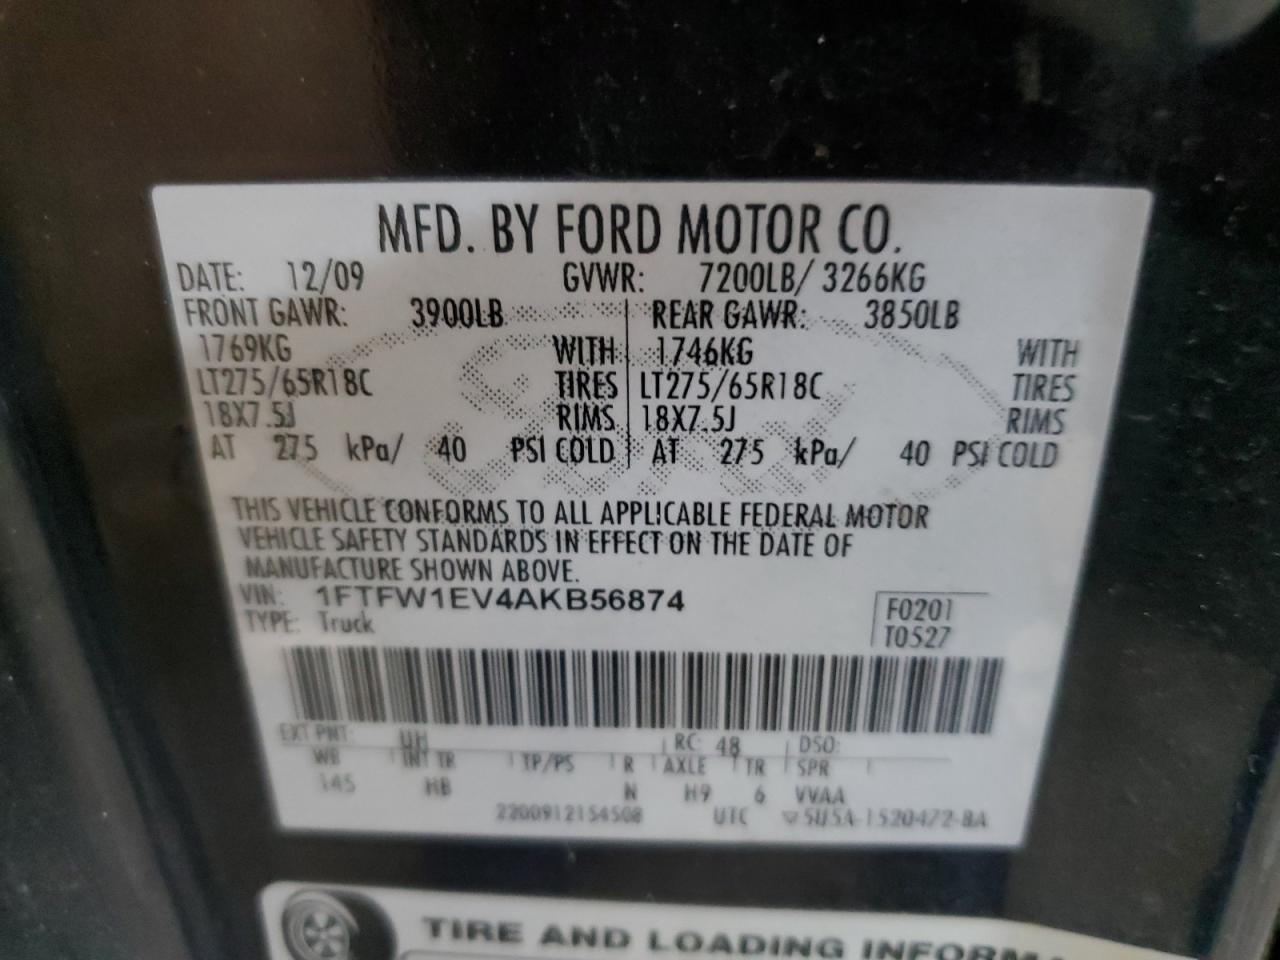 MFD. BY FORD MOTOR CO.
DATE: 12/09 GVWR: 7200LB/ 3266KG
FRONT GAWR: 3900LB REAR GAWR: 3850LB
1769KG WITH 1746KG WITH
LT275/65R18C TIRES LT275/65R18C TIRES
18X7.5J RIMS 18X7.5J RIMS
AT 275 kPa/ 40 PSI COLD AT 275 kPa/ 40 PSI COLD
THIS VEHICLE CONFORMS TO ALL APPLICABLE FEDERAL MOTOR
VEHICLE SAFETY STANDARDS IN EFFECT ON THE DATE OF
MANUFACTURE SHOWN ABOVE.
VIN: 1FTFW1EV4AKB56874 F0201
TYPE: Truck T0527
EXT PNT: UH RC: 48 DSO:
WB INT TR TP/PS R AXLE TR SPR
145 HB N H9 6 VVAA
2200912154508 UTC 5U5A-1520472-BA
TIRE AND LOADING INFORMA